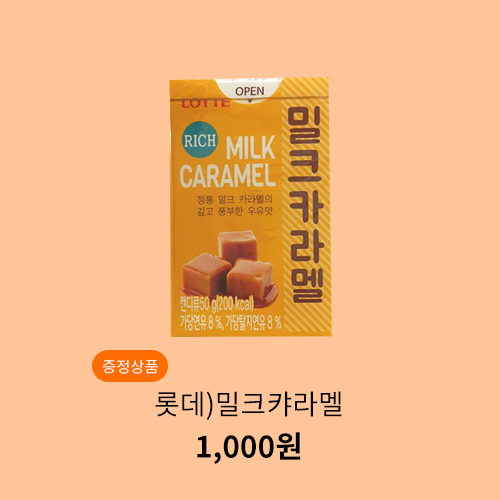 OPEN
LOTTE
RICH
MILK
CARAMEL
밀크카라멜
정통 밀크 카라멜의
깊고 풍부한 우유맛
캔디류50 g(200 kcal)
가당연유 8 %, 가당탈지연유 8 %
증정상품
롯데)밀크캬라멜
1,000원